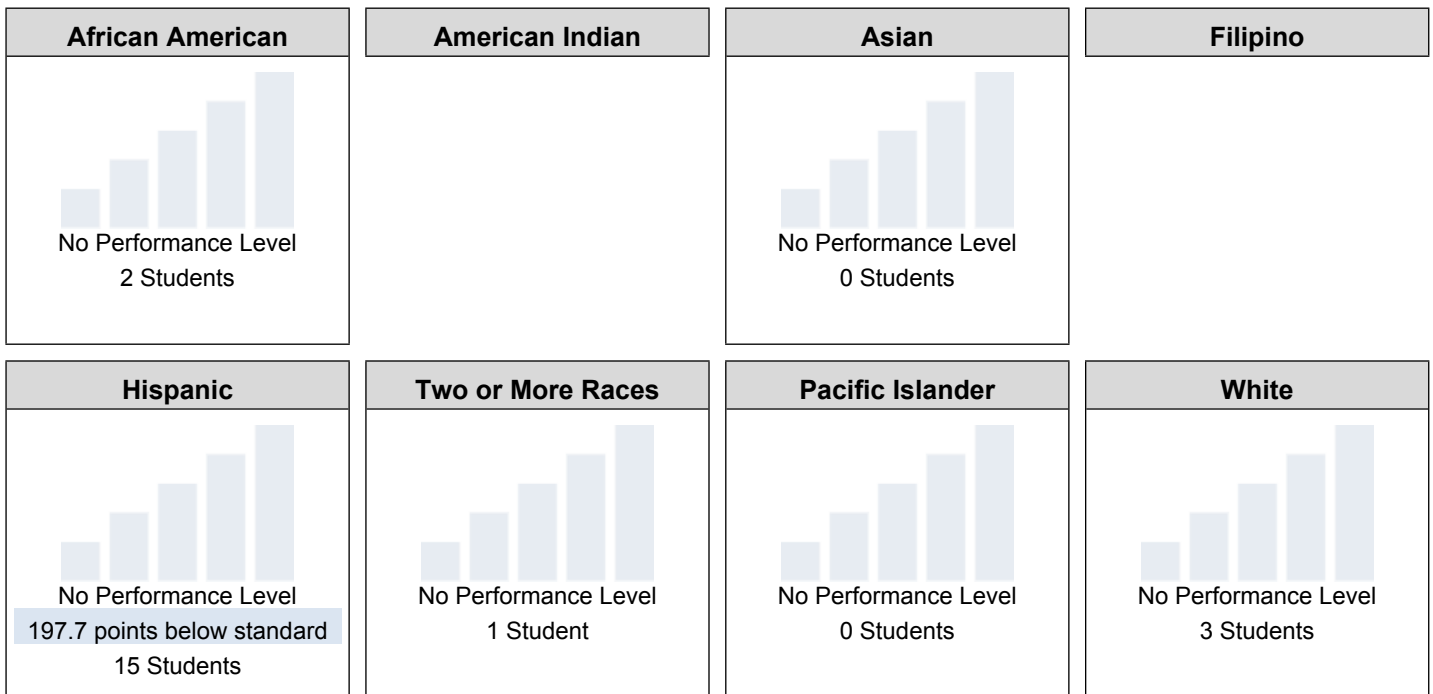 African American
American Indian
Asian
Filipino
No Performance Level
2 Students
No Performance Level
0 Students
Hispanic
Two or More Races
Pacific Islander
White
No Performance Level
197.7 points below standard
15 Students
No Performance Level
1 Student
No Performance Level
0 Students
No Performance Level
3 Students